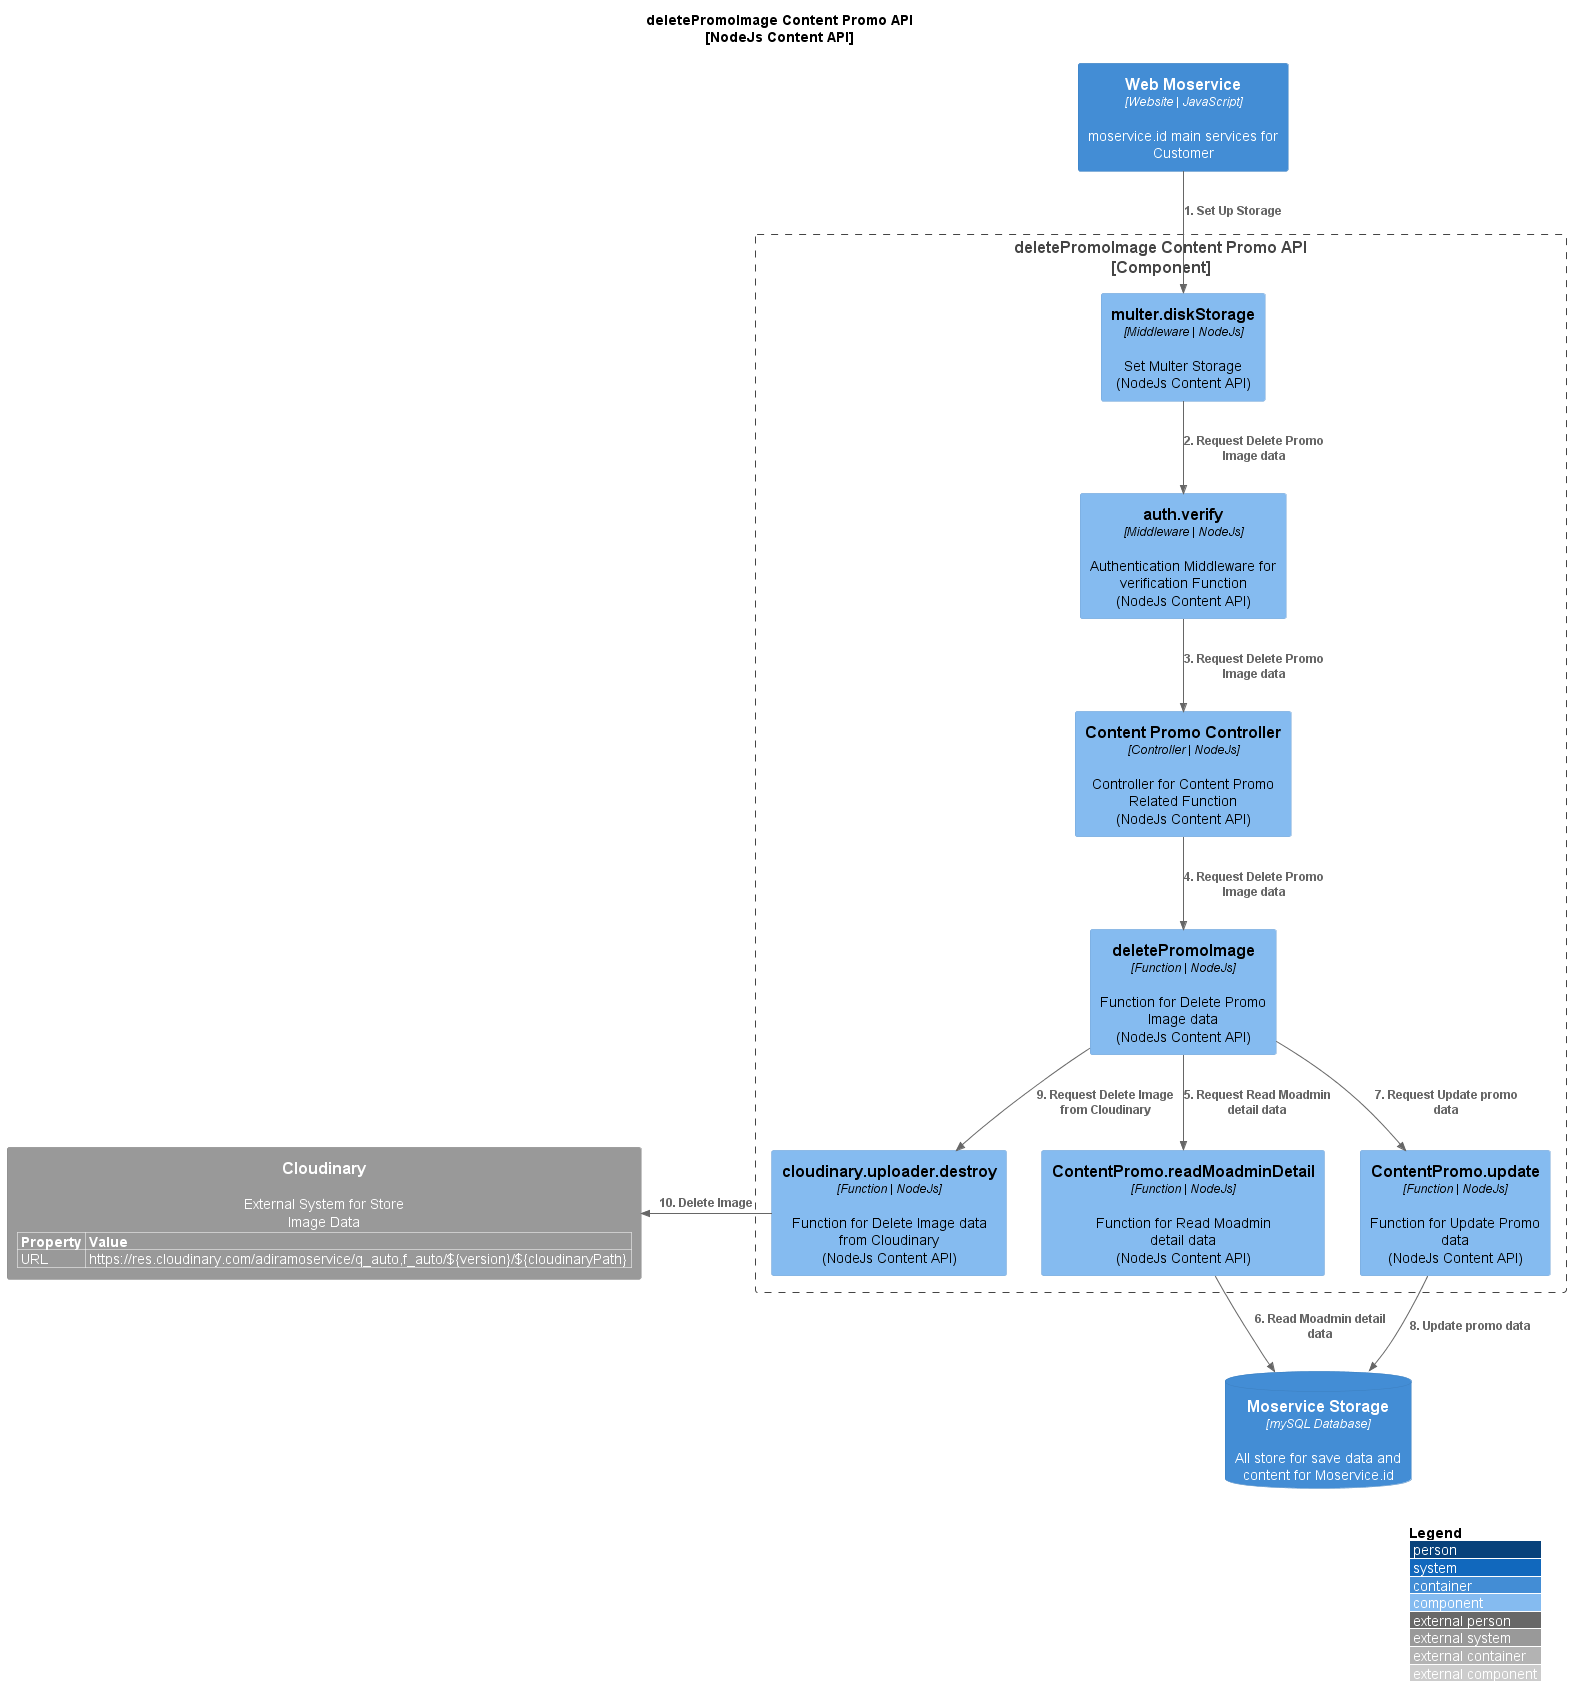 deletePromoImage Content Promo API
[NodeJs Content API]
Web Moservice
[Website | JavaScript]
moservice.id main services for
Customer
1. Set Up Storage
deletePromoImage Content Promo API
[Component]
multer.diskStorage
[Middleware | NodeJs]
Set Multer Storage
(NodeJs Content API)
2. Request Delete Promo
Image data
auth.verify
[Middleware | NodeJs]
Authentication Middleware for
verification Function
(NodeJs Content API)
3. Request Delete Promo
Image data
Content Promo Controller
[Controller | NodeJs]
Controller for Content Promo
Related Function
(NodeJs Content API)
4. Request Delete Promo
Image data
deletePromoImage
[Function | NodeJs]
Function for Delete Promo
Image data
(NodeJs Content API)
9. Request Delete Image
from Cloudinary
5. Request Read Moadmin
detail data
7. Request Update promo
data
Cloudinary
External System for Store
Image Data
Property Value
URL https://res.cloudinary.com/adiramoservice/q_auto,f_auto/${version}/${cloudinaryPath}
10. Delete Image
cloudinary.uploader.destroy
[Function | NodeJs]
Function for Delete Image data
from Cloudinary
(NodeJs Content API)
ContentPromo.readMoadminDetail
[Function | NodeJs]
Function for Read Moadmin
detail data
(NodeJs Content API)
ContentPromo.update
[Function | NodeJs]
Function for Update Promo
data
(NodeJs Content API)
6. Read Moadmin detail
data
8. Update promo data
Moservice Storage
[mySQL Database]
All store for save data and
content for Moservice.id
Legend
person
system
container
component
external person
external system
external container
external component